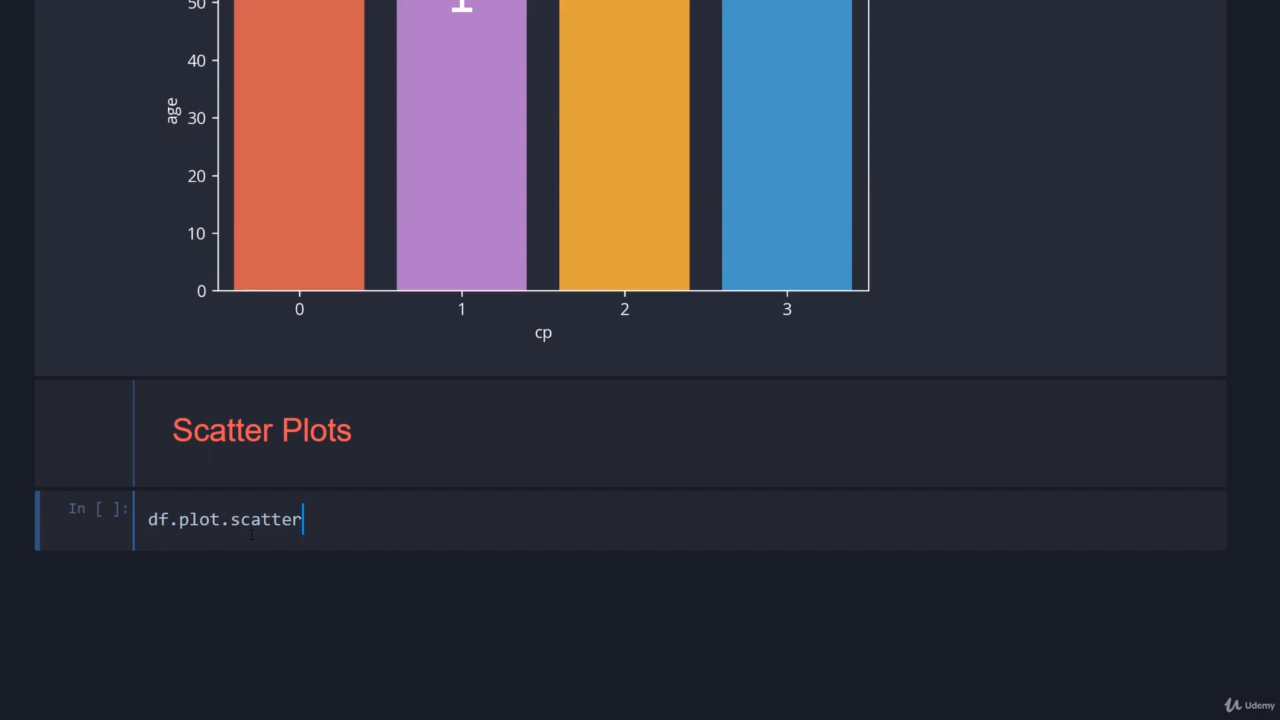 50
40
age
30
20
10
0
0 1 2 3
cp
Scatter Plots
In [ ]:
df.plot.scatter
Udemy